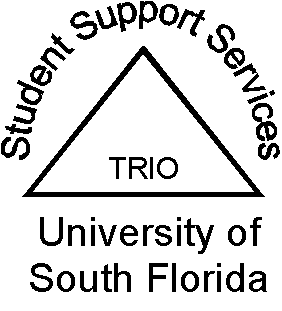 Student Support Services
TRIO
University of
South Florida